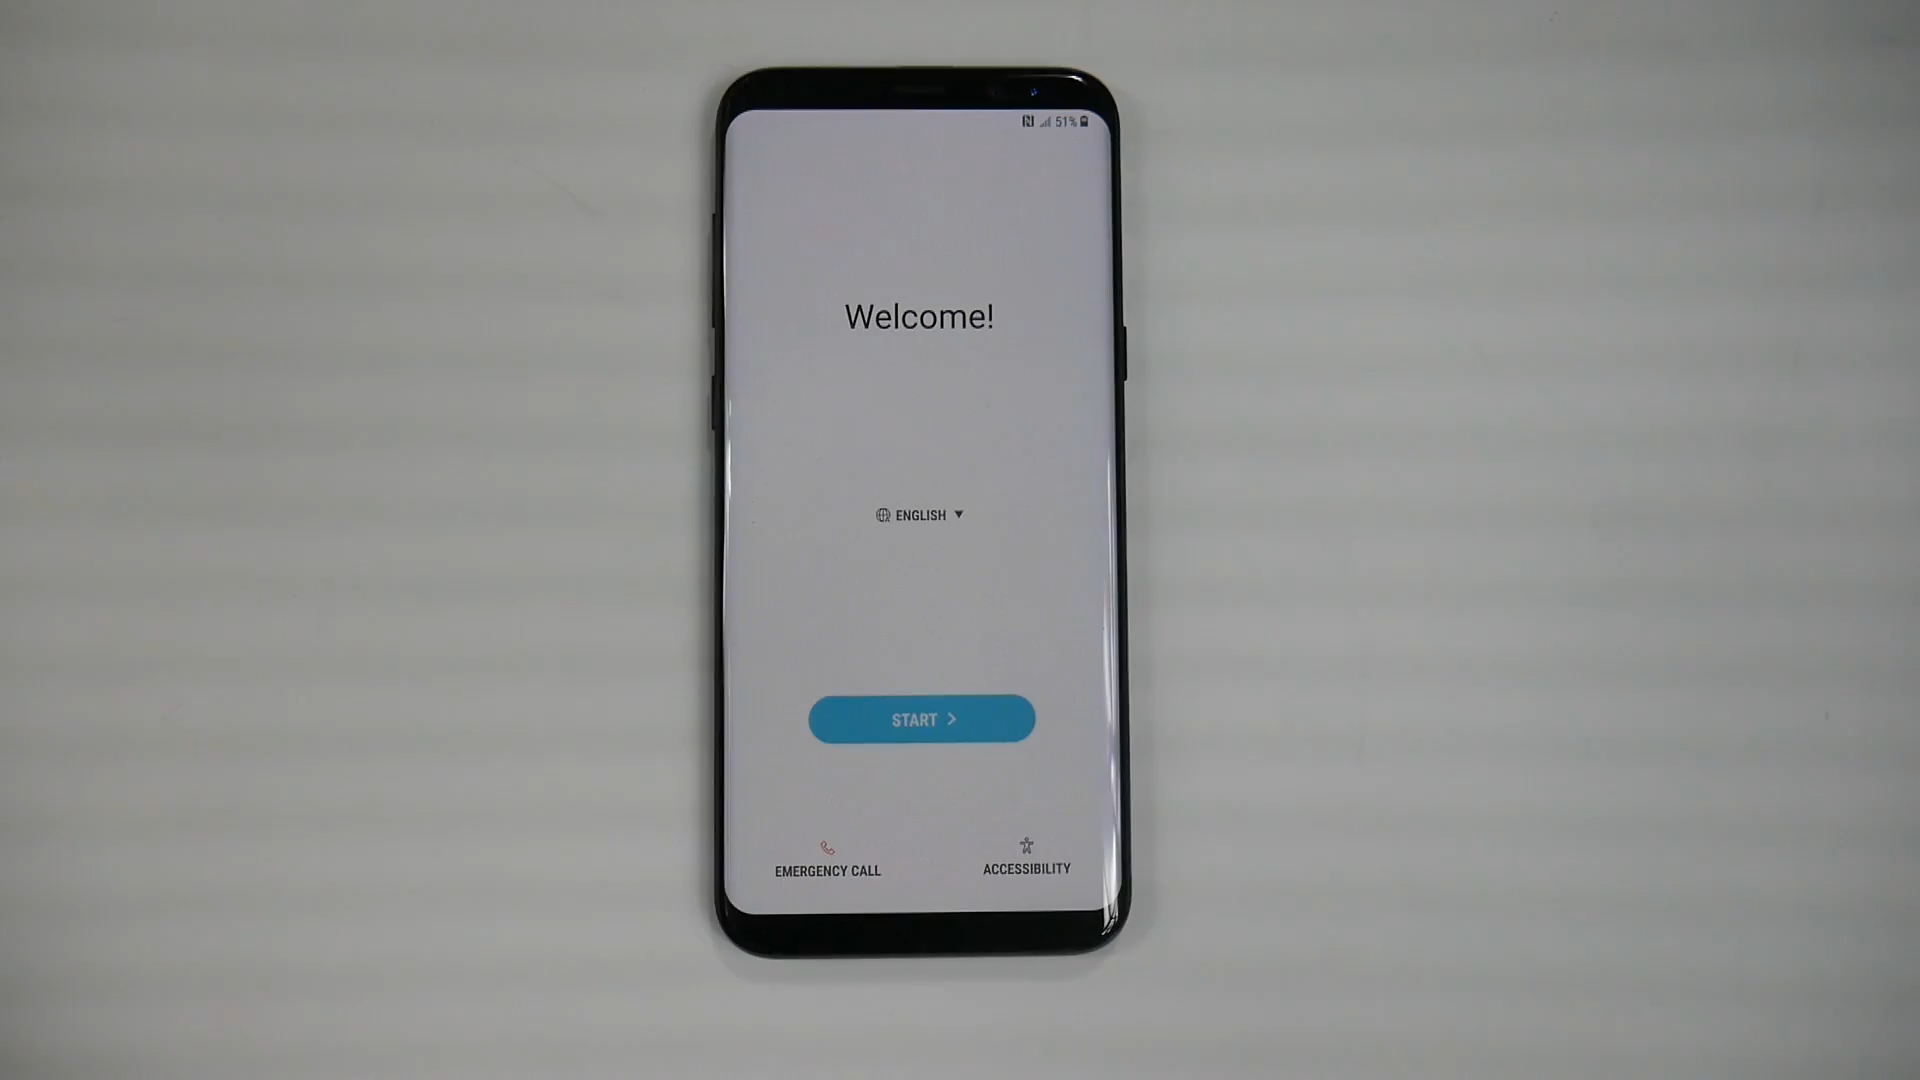 51%
Welcome!
ENGLISH
START
EMERGENCY CALL
ACCESSIBILITY